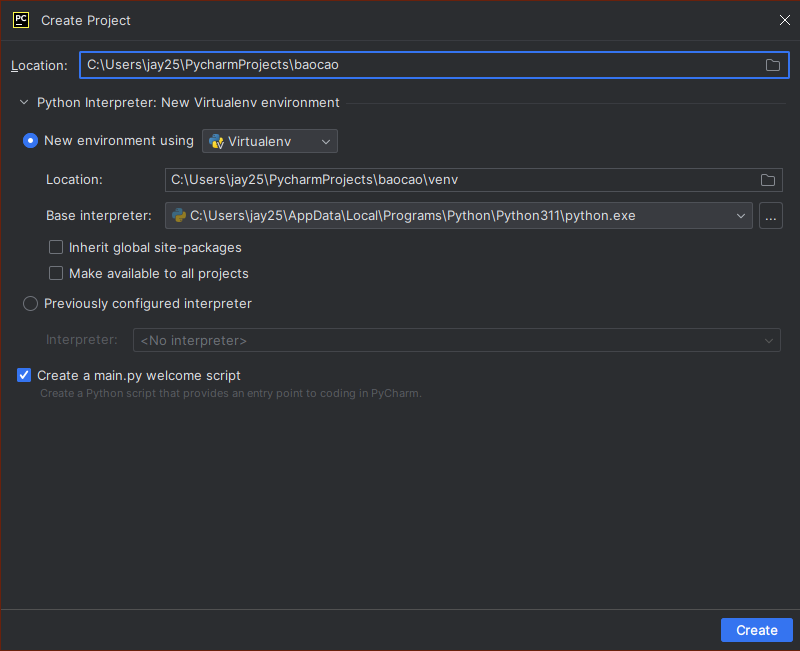 PC Create Project
Location: C:\Users\jay25\PycharmProjects\baocao
Python Interpreter: New Virtualenv environment
New environment using Virtualenv
Location: C:\Users\jay25\PycharmProjects\baocao\venv
Base interpreter: C:\Users\jay25\AppData\Local\Programs\Python\Python311\python.exe ...
Inherit global site-packages
Make available to all projects
Previously configured interpreter
Interpreter: <No interpreter>
Create a main.py welcome script
Create a Python script that provides an entry point to coding in PyCharm.
Create